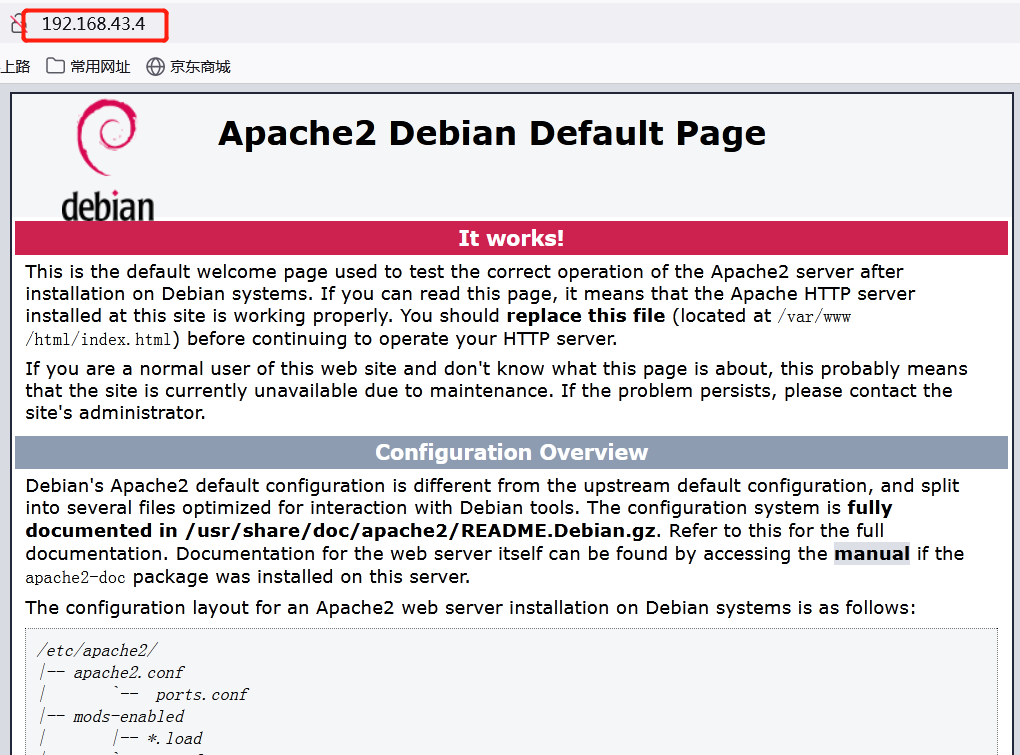 192.168.43.4
上路 常用网址 京东商城
debian
Apache2 Debian Default Page
It works!
This is the default welcome page used to test the correct operation of the Apache2 server after
installation on Debian systems. If you can read this page, it means that the Apache HTTP server
installed at this site is working properly. You should replace this file (located at /var/www
/html/index.html) before continuing to operate your HTTP server.
If you are a normal user of this web site and don't know what this page is about, this probably means
that the site is currently unavailable due to maintenance. If the problem persists, please contact the
site's administrator.
Configuration Overview
Debian's Apache2 default configuration is different from the upstream default configuration, and split
into several files optimized for interaction with Debian tools. The configuration system is fully
documented in /usr/share/doc/apache2/README.Debian.gz. Refer to this for the full
documentation. Documentation for the web server itself can be found by accessing the manual if the
apache2-doc package was installed on this server.
The configuration layout for an Apache2 web server installation on Debian systems is as follows:
/etc/apache2/
|-- apache2.conf
|       `--  ports.conf
|-- mods-enabled
|       |-- *.load